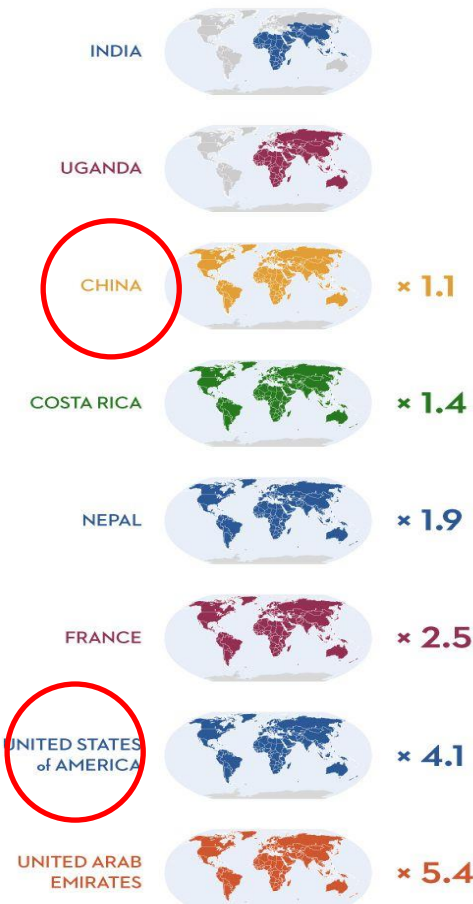 INDIA
UGANDA
CHINA
× 1.1
COSTA RICA
× 1.4
NEPAL
× 1.9
FRANCE
× 2.5
UNITED STATES
of AMERICA
× 4.1
UNITED ARAB
EMIRATES
× 5.4